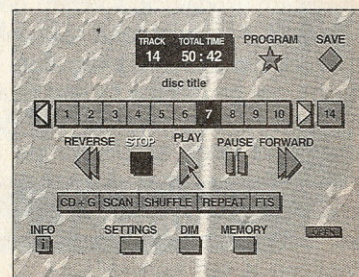 TRACK TOTAL TIME PROGRAM SAVE
14 50:42
disc title
1 2 3 4 5 6 7 8 9 10 14
REVERSE STOP PLAY PAUSE FORWARD
CD+G SCAN SHUFFLE REPEAT FTS
INFO SETTINGS DIM MEMORY OPEN
i